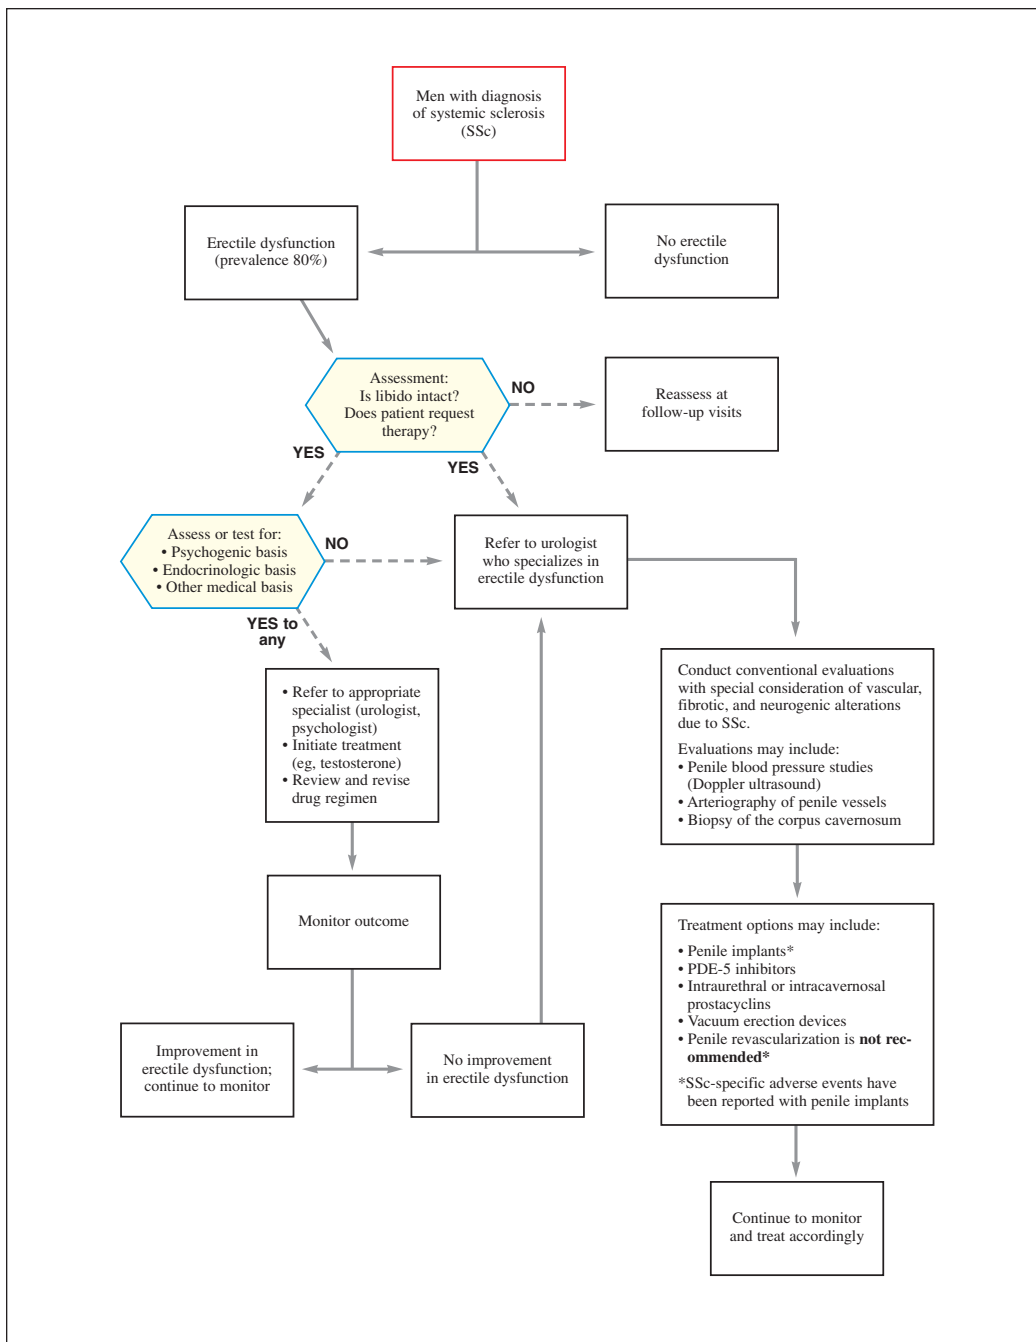 Men with diagnosis
of systemic sclerosis
(SSc)
Erectile dysfunction
(prevalence 80%)
No erectile
dysfunction
Assessment:
Is libido intact?
Does patient request
therapy?
NO
Reassess at
follow-up visits
YES
YES
Assess or test for:
• Psychogenic basis
• Endocrinologic basis
• Other medical basis
NO
Refer to urologist
who specializes in
erectile dysfunction
YES to
any
• Refer to appropriate
specialist (urologist,
psychologist)
• Initiate treatment
(eg, testosterone)
• Review and revise
drug regimen
Conduct conventional evaluations
with special consideration of vascular,
fibrotic, and neurogenic alterations
due to SSc.
Evaluations may include:
• Penile blood pressure studies
(Doppler ultrasound)
• Arteriography of penile vessels
• Biopsy of the corpus cavernosum
Monitor outcome
Treatment options may include:
• Penile implants*
• PDE-5 inhibitors
• Intraurethral or intracavernosal
prostacyclins
• Vacuum erection devices
• Penile revascularization is not rec-
ommended*
*SSc-specific adverse events have
been reported with penile implants
Improvement in
erectile dysfunction;
continue to monitor
No improvement
in erectile dysfunction
Continue to monitor
and treat accordingly